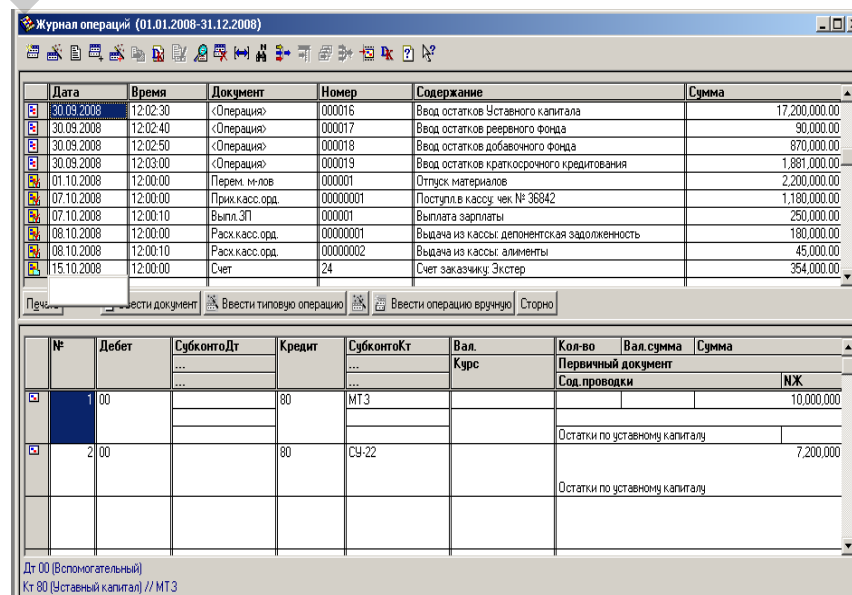 Журнал операций (01.01.2008-31.12.2008)
Дата Время Документ Номер Содержание Сумма
30.09.2008 12:02:30 <Операция> 000016 Ввод остатков Уставного капитала 17,200,000.00
30.09.2008 12:02:40 <Операция> 000017 Ввод остатков реервного фонда 90,000.00
30.09.2008 12:02:50 <Операция> 000018 Ввод остатков добавочного фонда 870,000.00
30.09.2008 12:03:00 <Операция> 000019 Ввод остатков краткосрочного кредитования 1,881,000.00
01.10.2008 12:00:00 Перем. м-лов 000001 Отпуск материалов 2,200,000.00
07.10.2008 12:00:00 Прих.касс.орд. 00000001 Поступл.в кассу: чек № 36842 1,180,000.00
07.10.2008 12:00:10 Выпл.ЗП 000001 Выплата зарплаты 250,000.00
08.10.2008 12:00:00 Расх.касс.орд. 00000001 Выдача из кассы: депонентская задолженность 180,000.00
08.10.2008 12:00:10 Расх.касс.орд. 00000002 Выдача из кассы: алименты 45,000.00
15.10.2008 12:00:00 Счет 24 Счет заказчику: Экстер 354,000.00
документ Ввести типовую операцию Ввести операцию вручную Сторно
№ Дебет СубконтоДт Кредит СубконтоКт Вал. Кол-во Вал.сумма Сумма
... ... Курс Первичный документ
... ... Сод.проводки NЖ
1 00 80 МТЗ 10,000,000
Остатки по уставному капиталу
2 00 80 СУ-22 7,200,000
Остатки по уставному капиталу
Дт 00 (Вспомогательный)
Кт 80 (Уставный капитал) // МТЗ